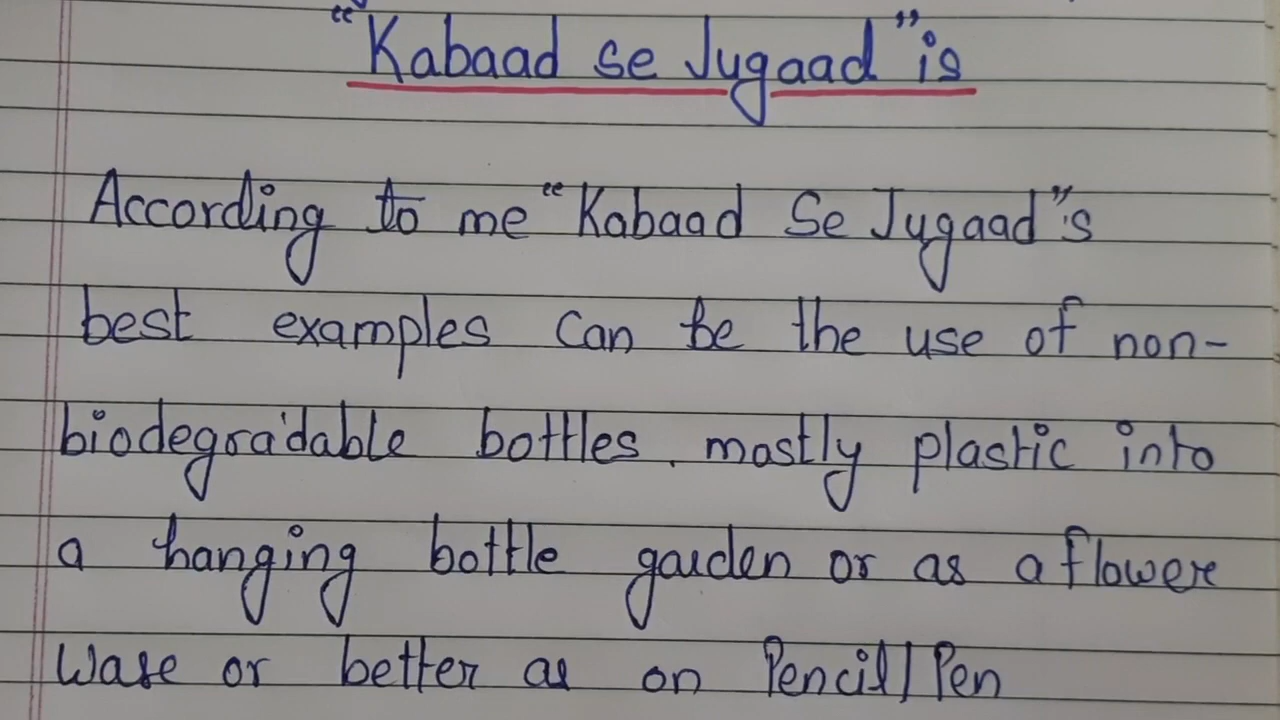 "Kabaad se Jugaad" is
According to me "Kabaad Se Jugaad"s
best examples can be the use of non-
biodegradable bottles. mostly plastic into
a hanging bottle garden or as a flower
wase or better as on Pencil/Pen